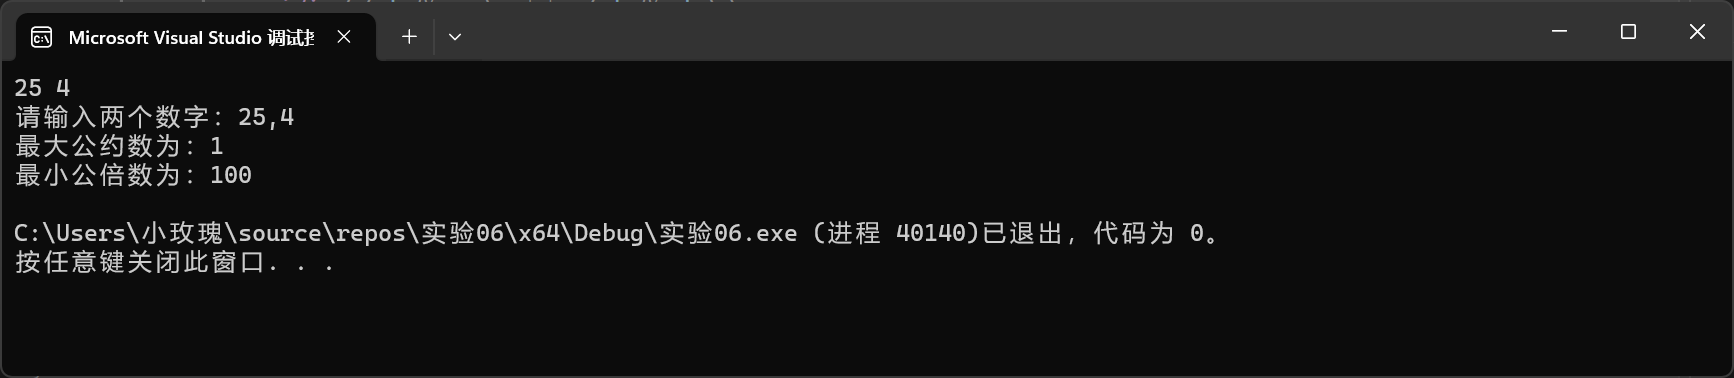 Microsoft Visual Studio 调试
25 4
请输入两个数字：25,4
最大公约数为：1
最小公倍数为：100
C:\Users\小玫瑰\source\repos\实验06\x64\Debug\实验06.exe (进程 40140)已退出，代码为 0。
按任意键关闭此窗口. . .